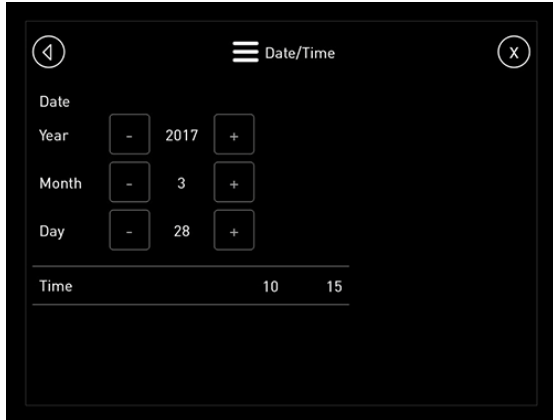 Date/Time X
Date
Year - 2017 +
Month - 3 +
Day - 28 +
Time 10 15